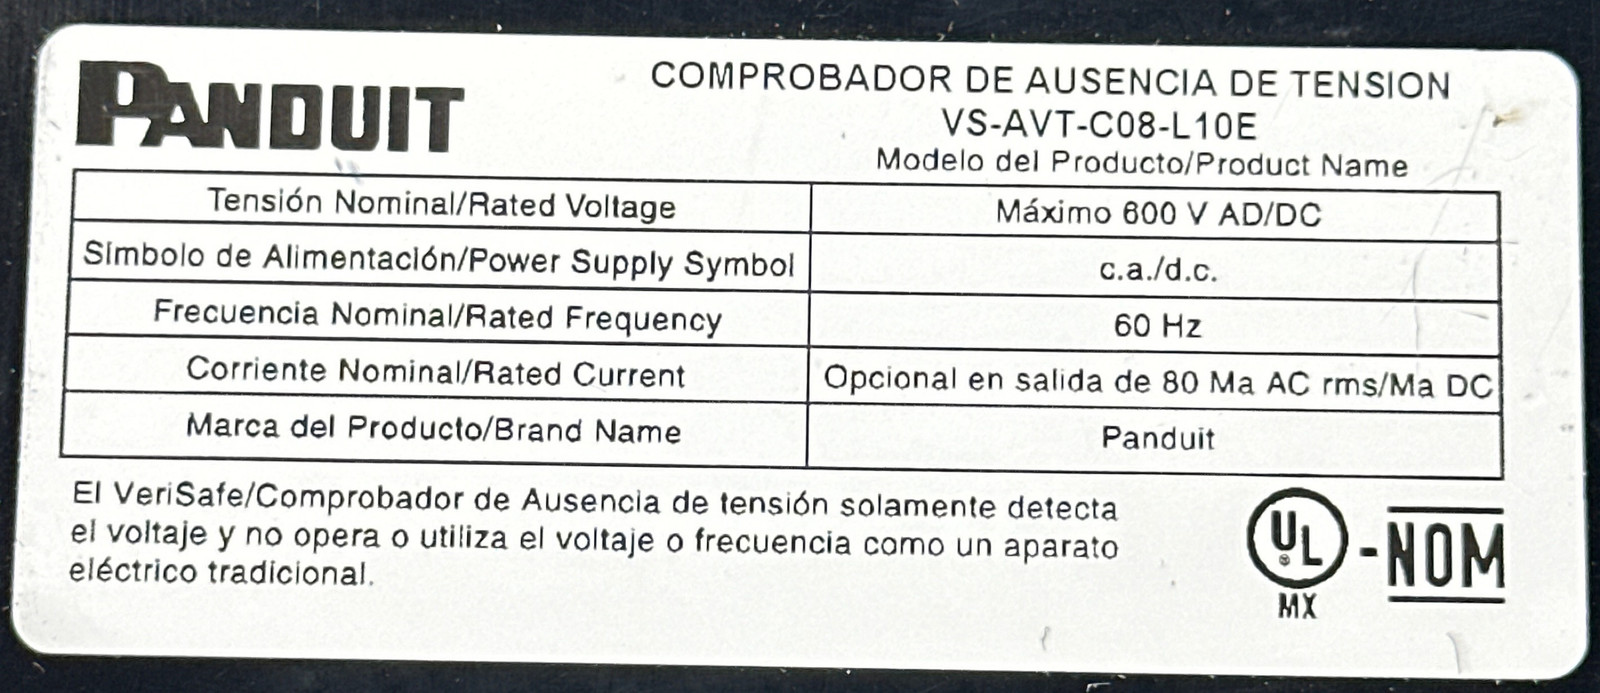 PANDUIT
COMPROBADOR DE AUSENCIA DE TENSION
VS-AVT-C08-L10E
Modelo del Producto/Product Name
Tensión Nominal/Rated Voltage Máximo 600 V AD/DC
Símbolo de Alimentación/Power Supply Symbol c.a./d.c.
Frecuencia Nominal/Rated Frequency 60 Hz
Corriente Nominal/Rated Current Opcional en salida de 80 Ma AC rms/Ma DC
Marca del Producto/Brand Name Panduit
El VeriSafe/Comprobador de Ausencia de tensión solamente detecta
el voltaje y no opera o utiliza el voltaje o frecuencia como un aparato
eléctrico tradicional.
UL® -NOM
MX